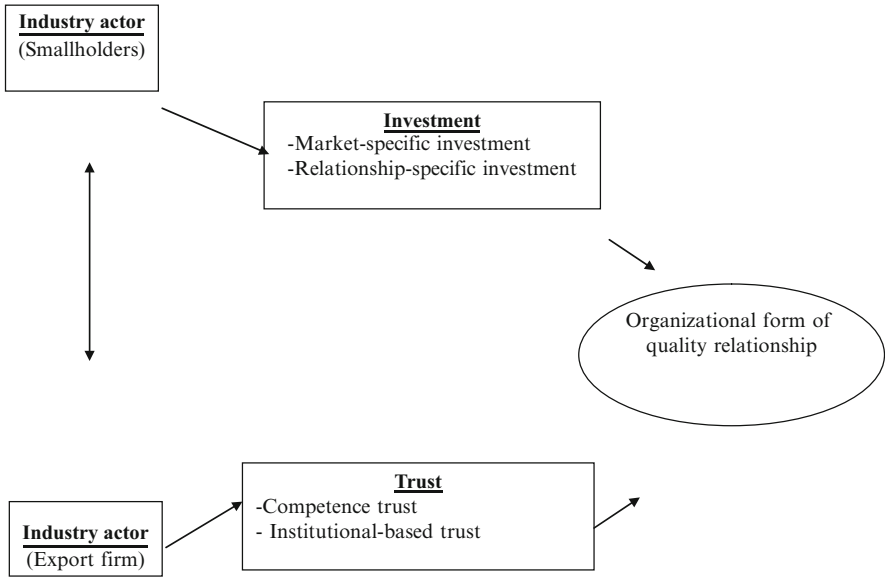 Industry actor
(Smallholders)
Investment
-Market-specific investment
-Relationship-specific investment
Organizational form of
quality relationship
Trust
-Competence trust
- Institutional-based trust
Industry actor
(Export firm)